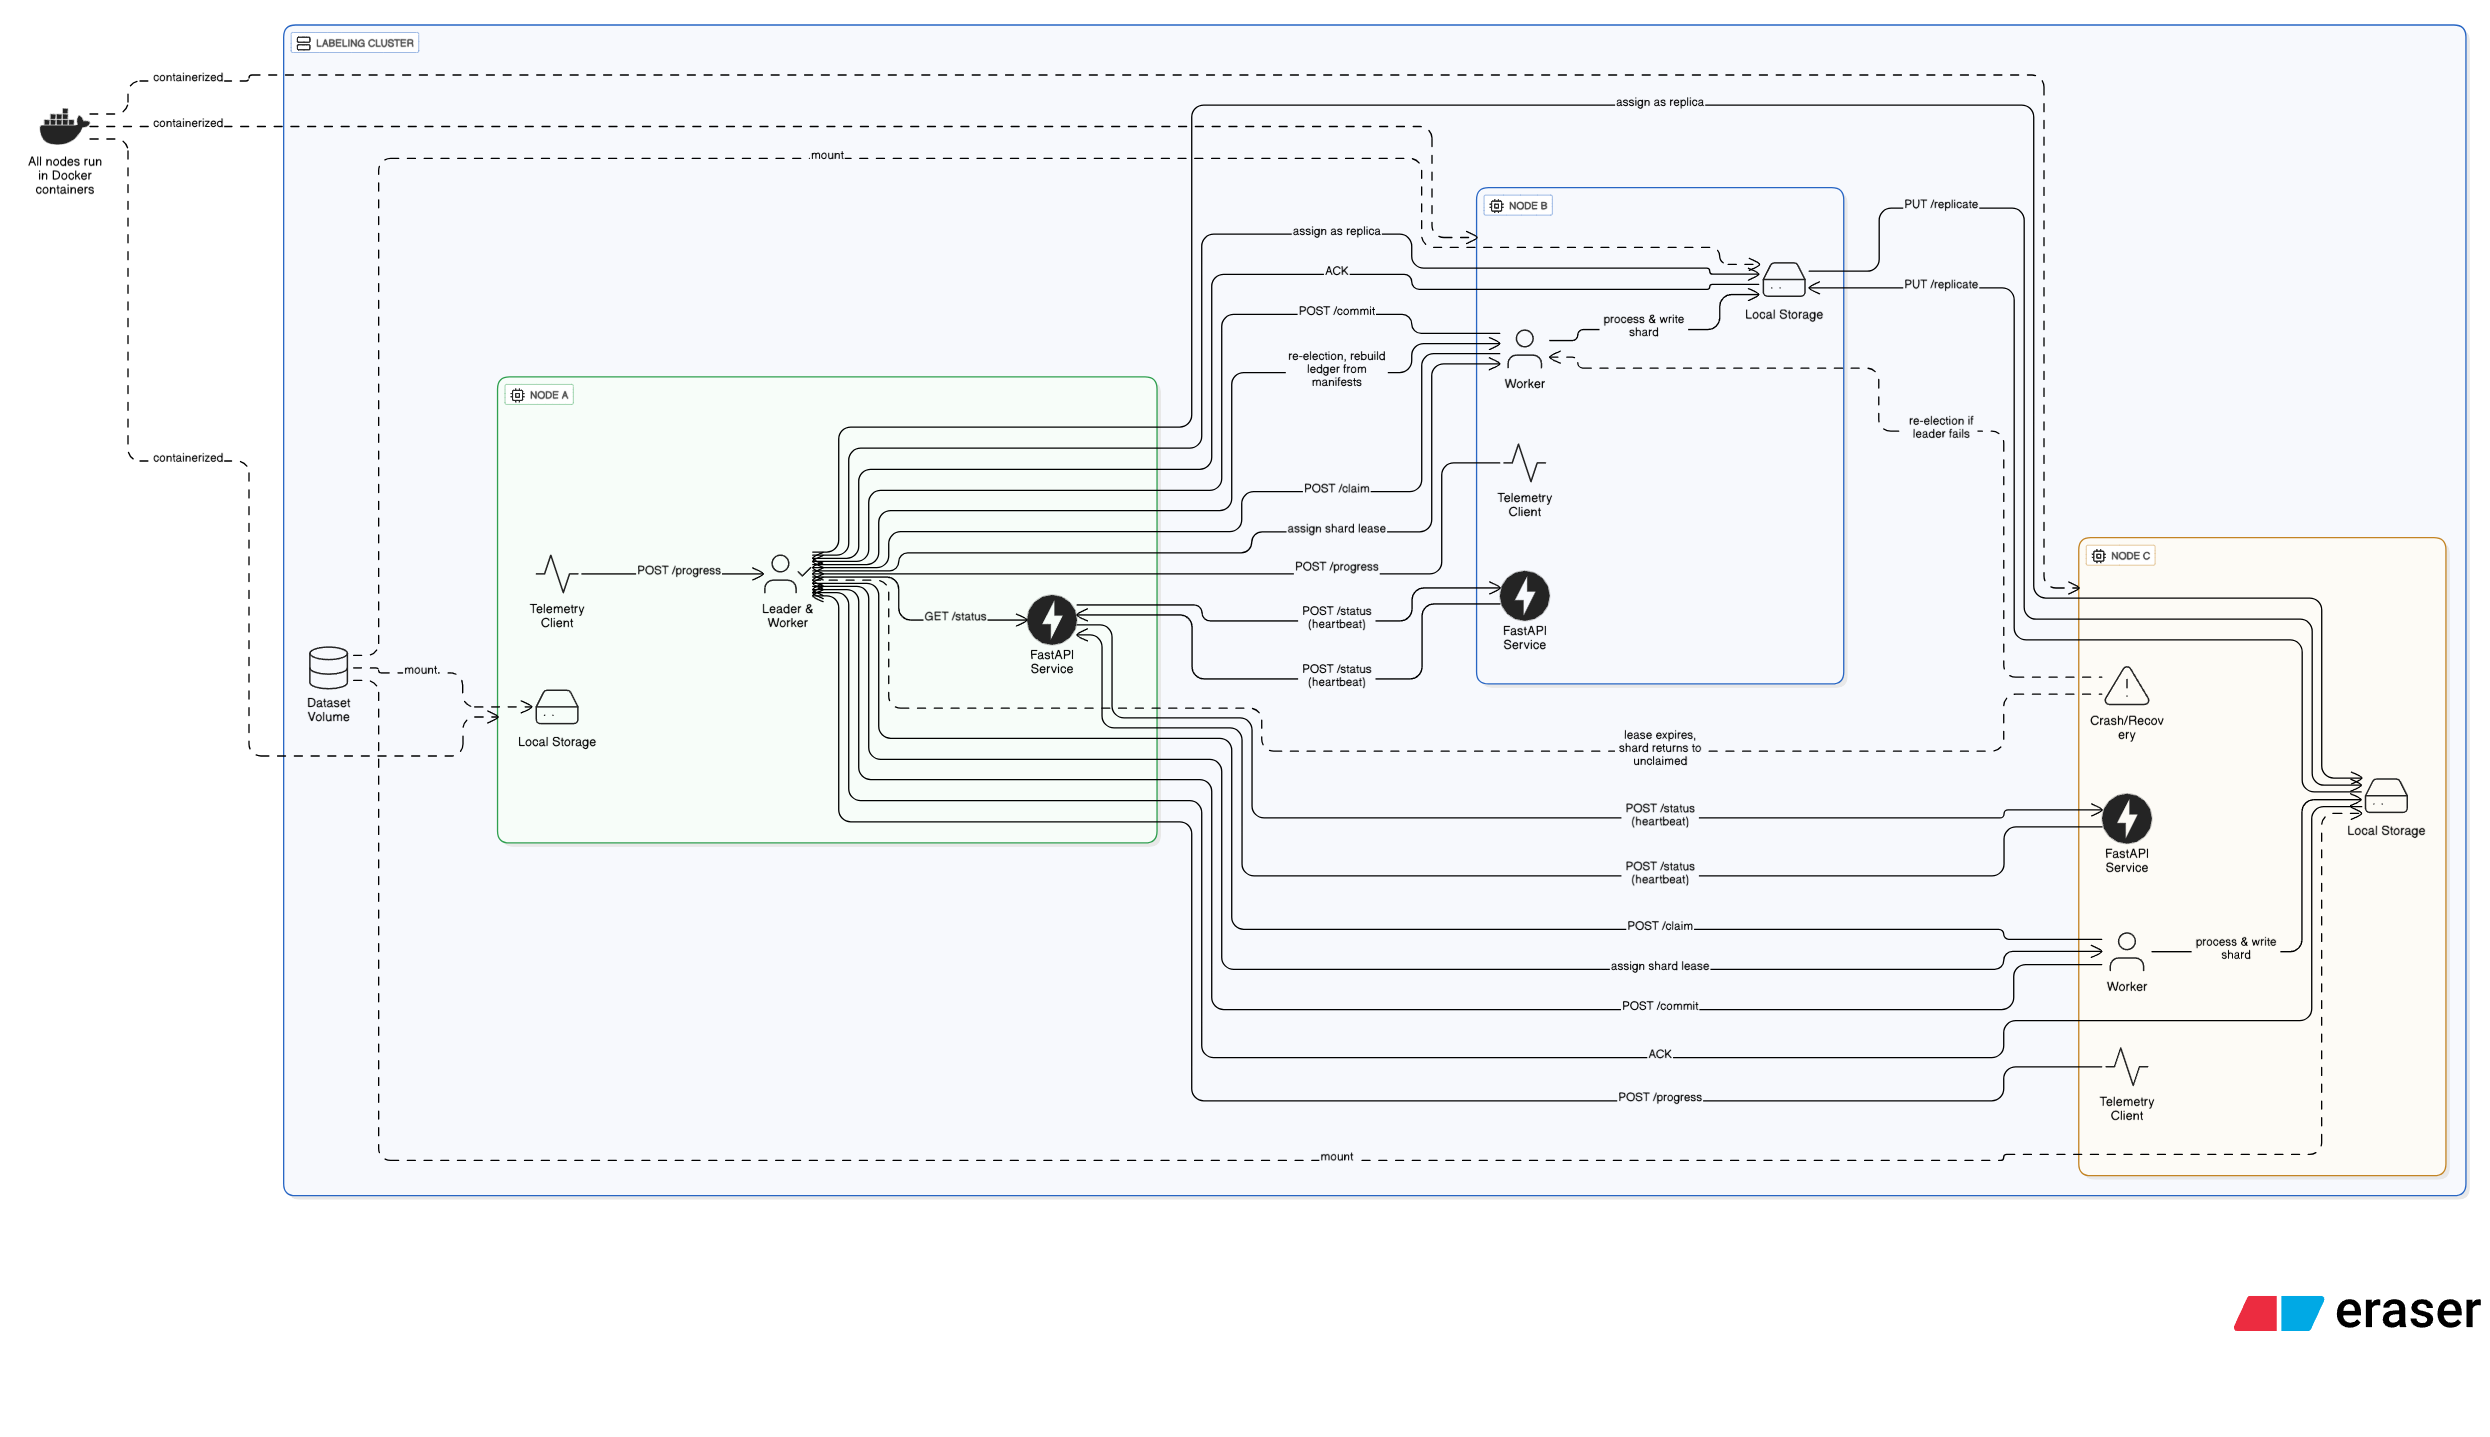 LABELING CLUSTER
containerized
assign as replica
containerized
All nodes run
in Docker
containers
mount
NODE B
PUT /replicate
assign as replica
ACK
PUT /replicate
POST /commit
Local Storage
process & write
shard
re-election, rebuild
ledger from
manifests
Worker
NODE A
re-election if
leader fails
containerized
POST /claim
Telemetry
Client
assign shard lease
NODE C
POST /progress
POST /progress
Telemetry
Client
Leader &
Worker
GET /status
POST /status
(heartbeat)
FastAPI
Service
FastAPI
Service
mount
POST /status
(heartbeat)
Dataset
Volume
Local Storage
Crash/Recov
ery
lease expires,
shard returns to
unclaimed
POST /status
(heartbeat)
Local Storage
FastAPI
Service
POST /status
(heartbeat)
POST /claim
process & write
shard
assign shard lease
Worker
POST /commit
ACK
POST /progress
Telemetry
Client
mount
eraser